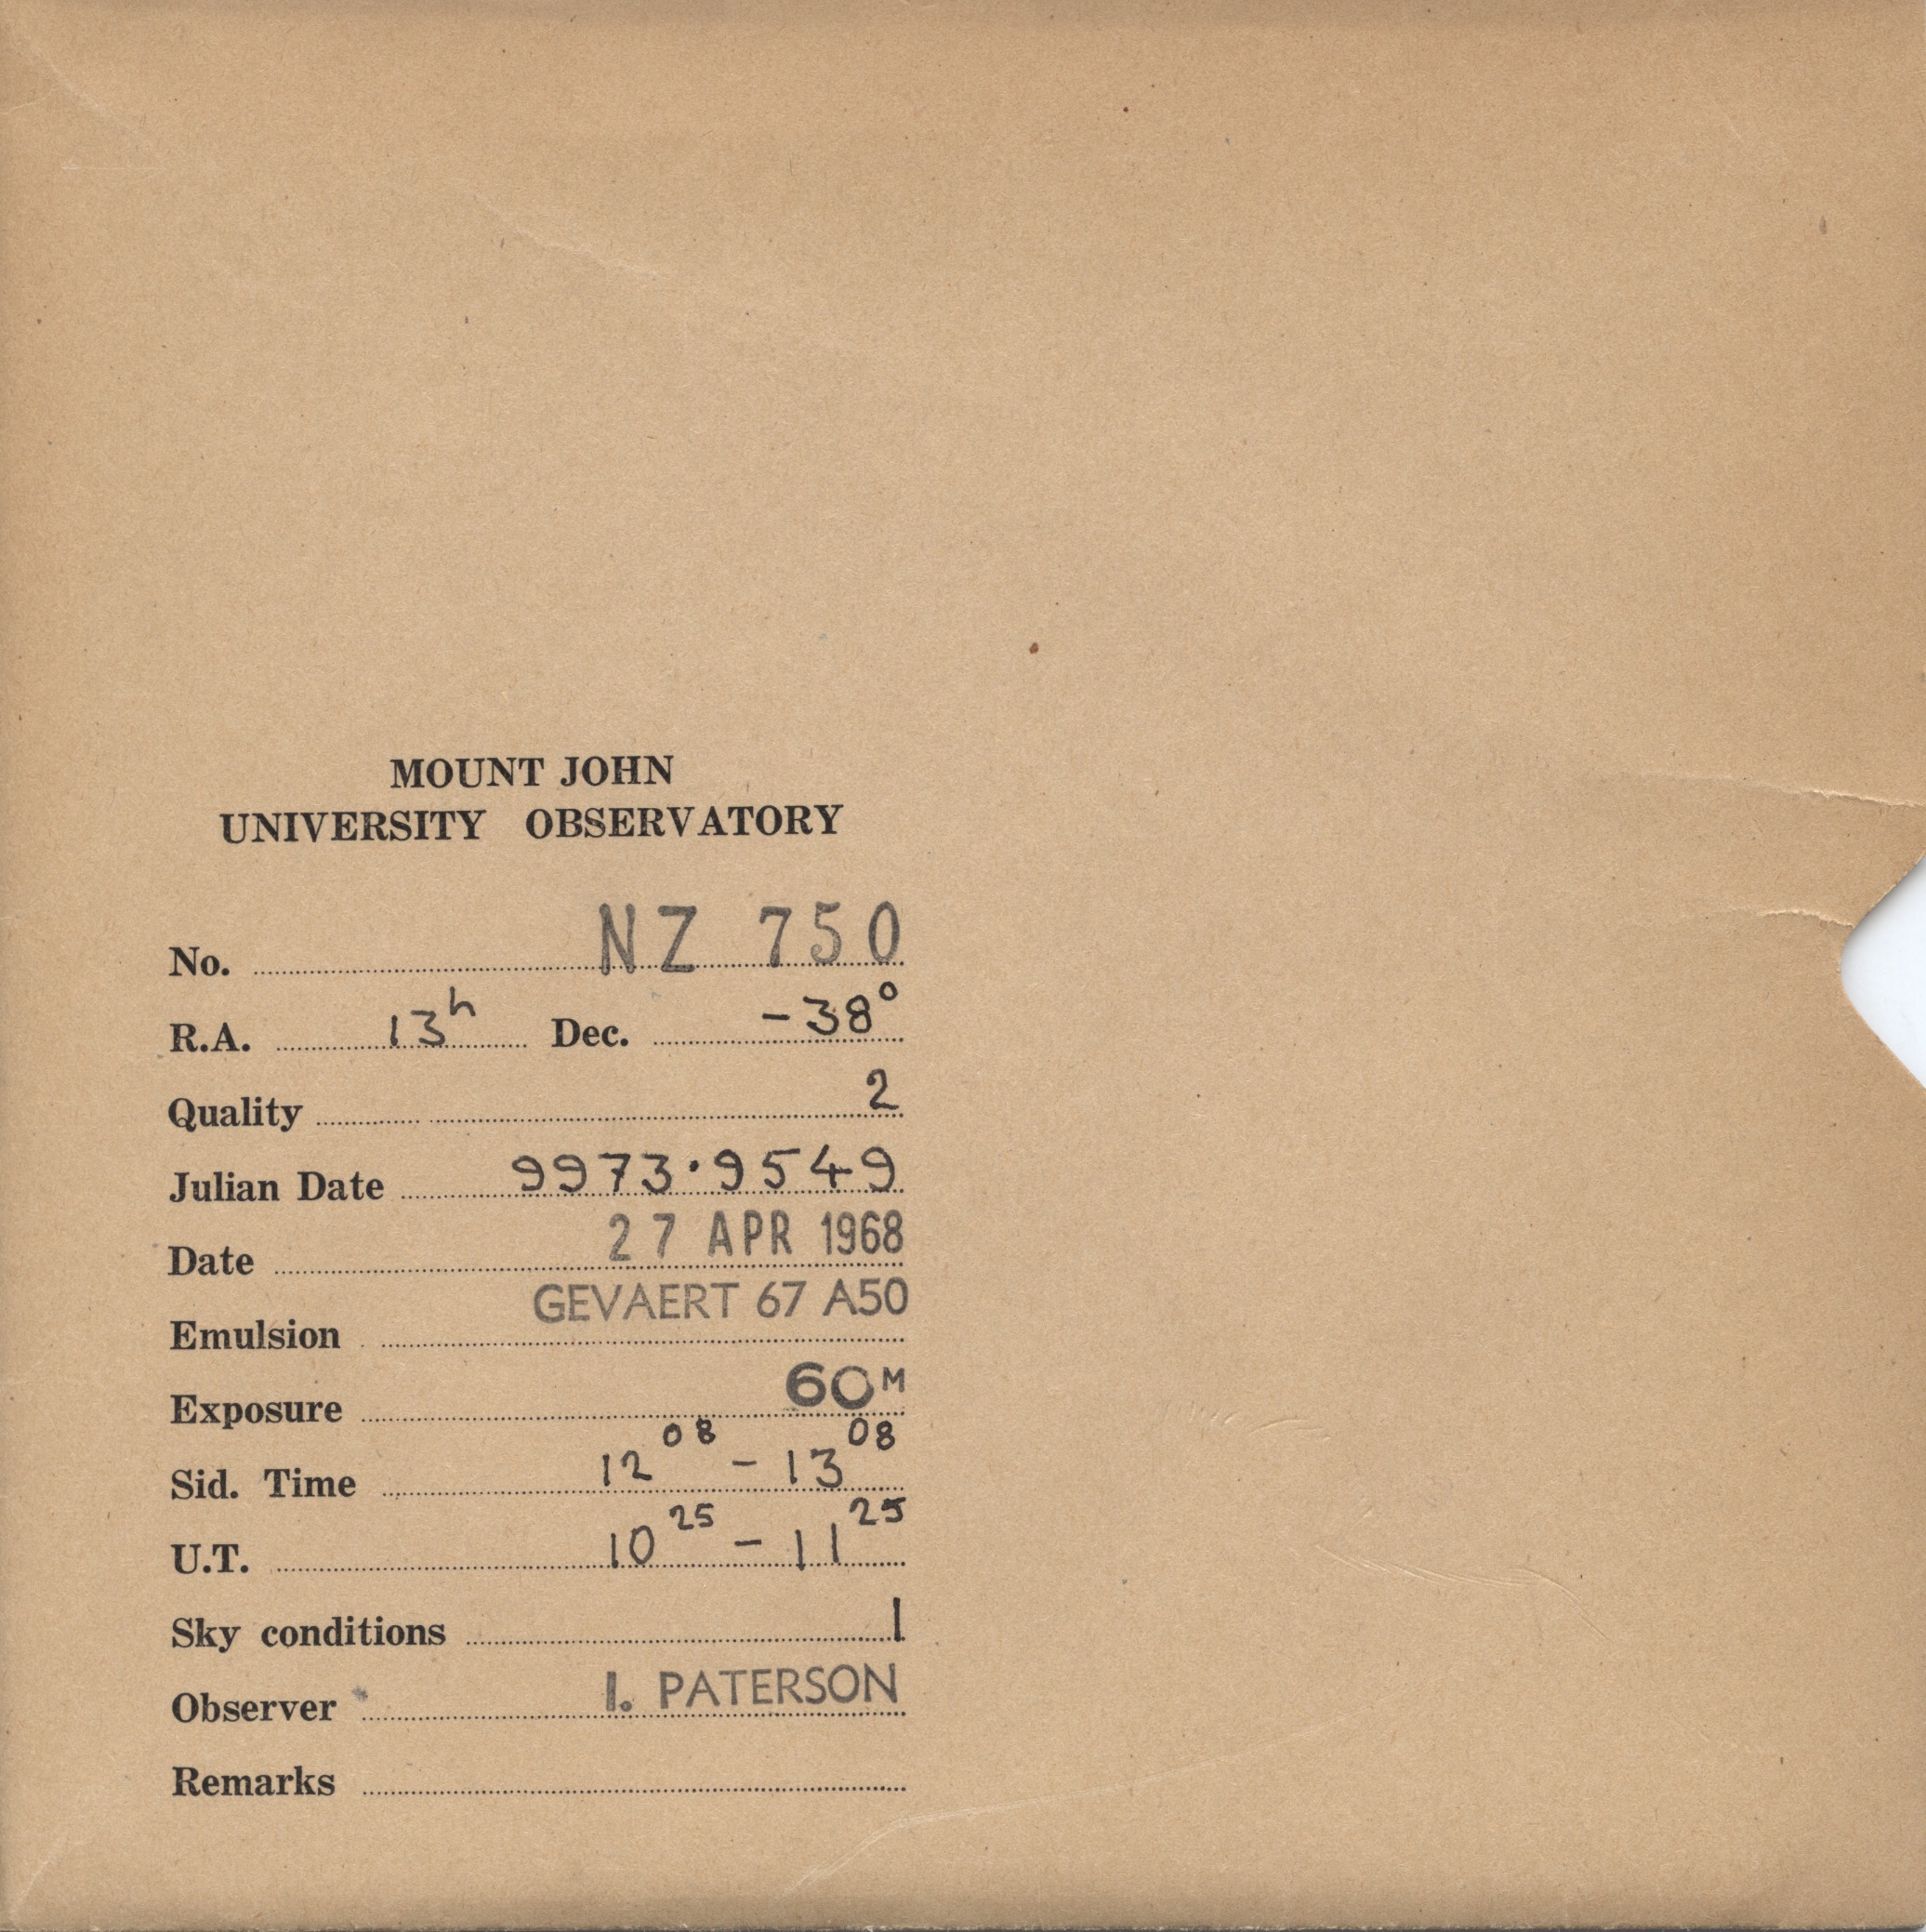 MOUNT JOHN
UNIVERSITY OBSERVATORY
No. NZ 750
R.A. 13h Dec. -38°
Quality 2
Julian Date 9973.9549
Date 27 APR 1968
Emulsion GEVAERT 67 A50
Exposure 60M
Sid. Time 12 08 - 13 08
U.T. 10 25 - 11 25
Sky conditions 1
Observer I. PATERSON
Remarks